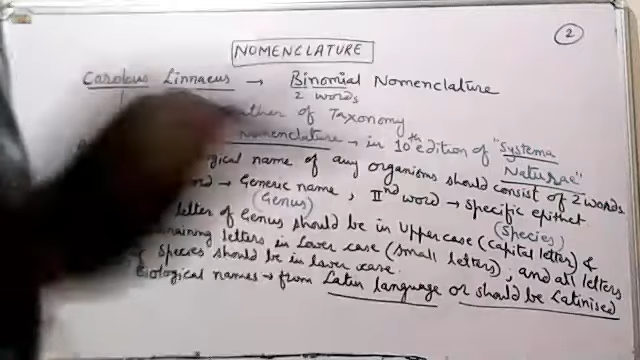 2
NOMENCLATURE
Carolous Linnaeus → Binomial Nomenclature
2 words
of Taxonomy
nomenclature → in 10th edition of "Systema
Naturae"
name of any organisms should consist of 2 words
→ Generic name, IInd word → Specific epithet
(Genus)
(Species)
letter of Genus should be in Uppercase (capital letter) &
letters in Lower case (small letters), and all letters
Species should be in lower case.
Biological names → from Latin language or should be Latinised